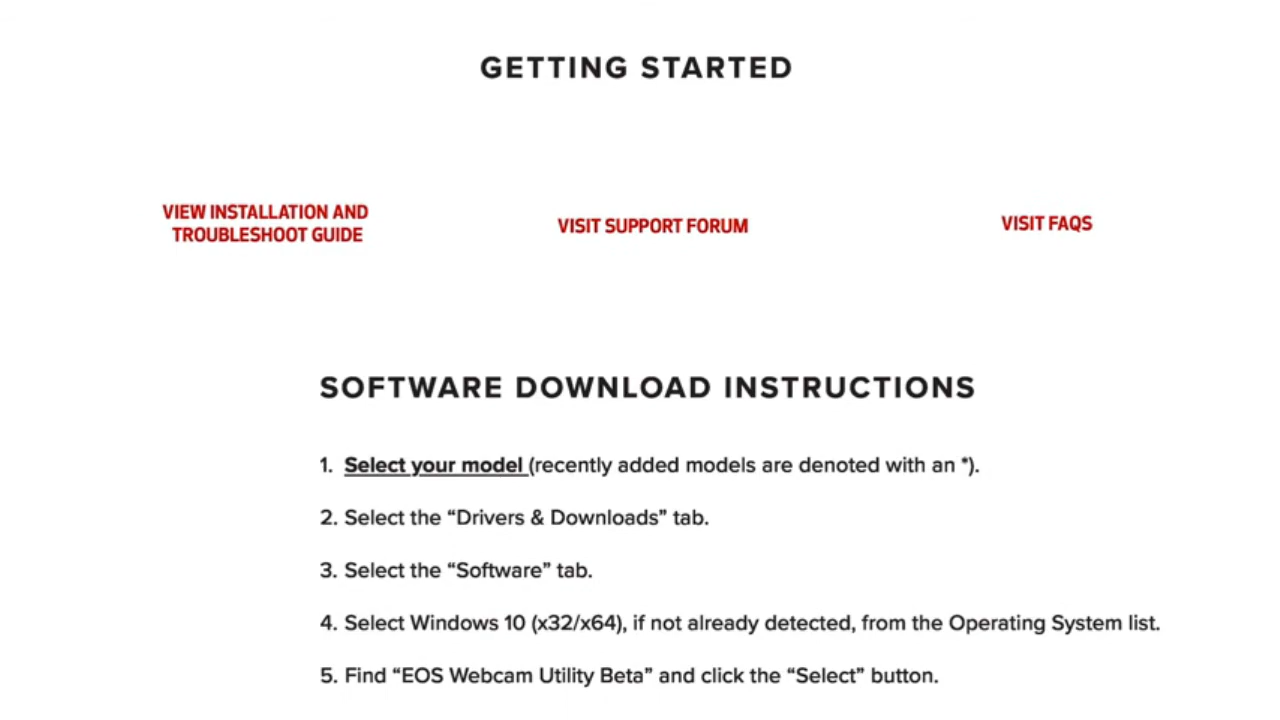 GETTING STARTED
VIEW INSTALLATION AND
TROUBLESHOOT GUIDE
VISIT SUPPORT FORUM
VISIT FAQS
SOFTWARE DOWNLOAD INSTRUCTIONS
1. Select your model (recently added models are denoted with an *).
2. Select the “Drivers & Downloads” tab.
3. Select the “Software” tab.
4. Select Windows 10 (x32/x64), if not already detected, from the Operating System list.
5. Find “EOS Webcam Utility Beta” and click the “Select” button.